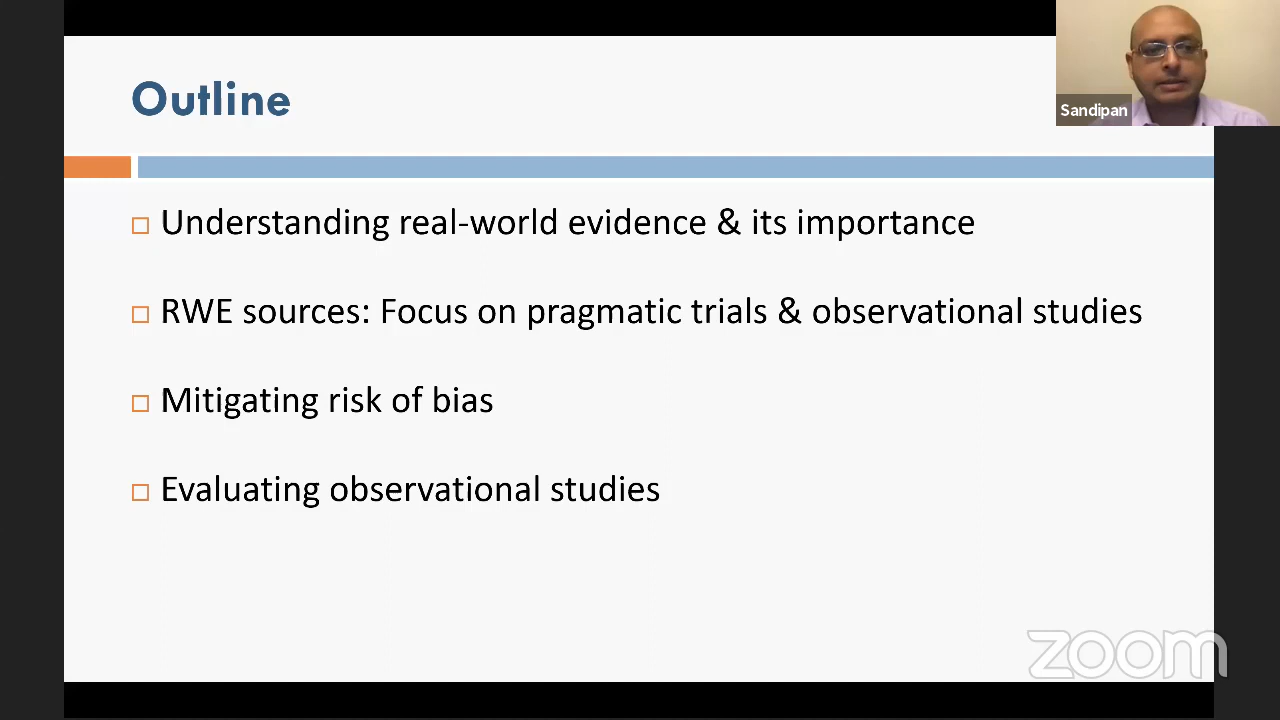 Outline
Sandipan
Understanding real-world evidence & its importance
RWE sources: Focus on pragmatic trials & observational studies
Mitigating risk of bias
Evaluating observational studies
zoom